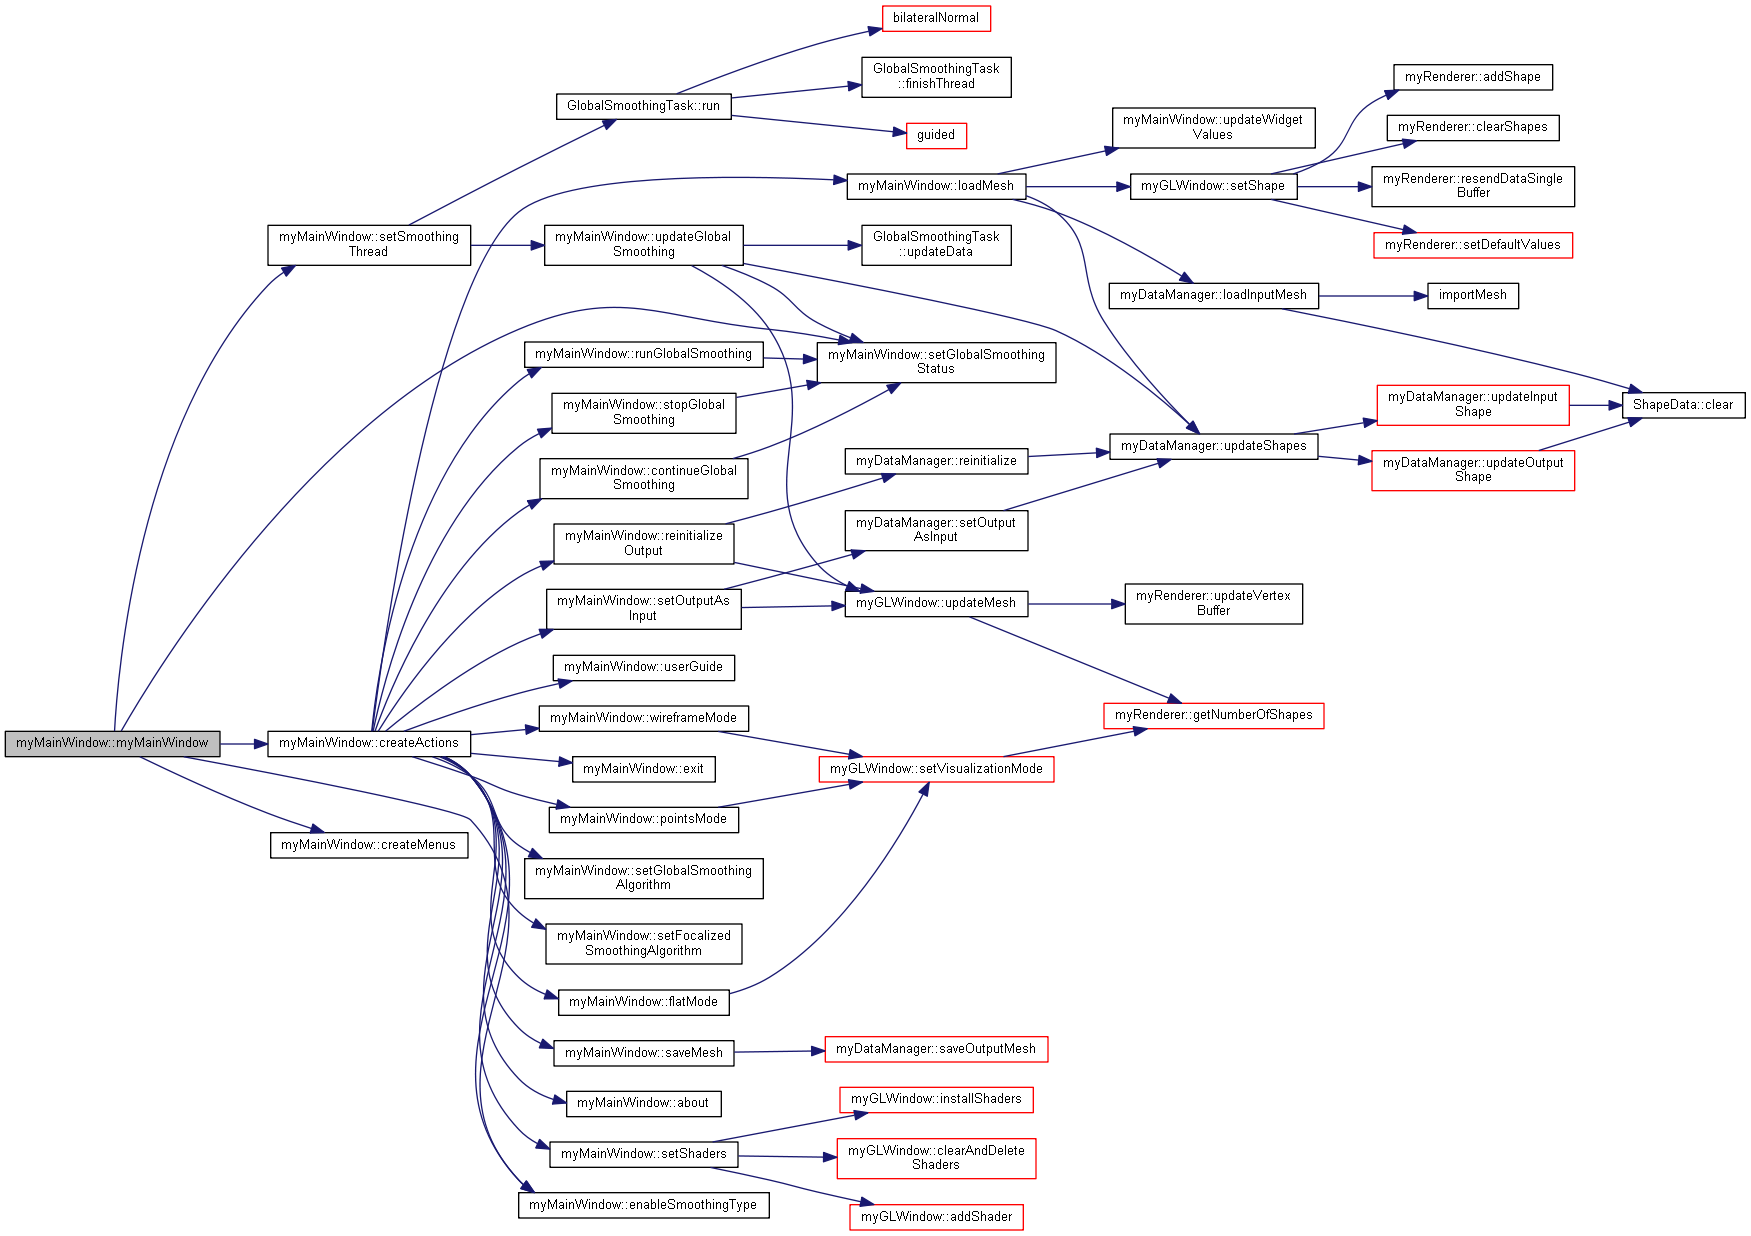 bilateralNormal
GlobalSmoothingTask
::finishThread
GlobalSmoothingTask::run
guided
myRenderer::addShape
myMainWindow::updateWidget
Values
myRenderer::clearShapes
myMainWindow::loadMesh
myGLWindow::setShape
myRenderer::resendDataSingle
Buffer
myMainWindow::setSmoothing
Thread
myMainWindow::updateGlobal
Smoothing
GlobalSmoothingTask
::updateData
myRenderer::setDefaultValues
myDataManager::loadInputMesh
importMesh
myMainWindow::runGlobalSmoothing
myMainWindow::setGlobalSmoothing
Status
myMainWindow::stopGlobal
Smoothing
myDataManager::updateInput
Shape
ShapeData::clear
myDataManager::updateShapes
myMainWindow::continueGlobal
Smoothing
myDataManager::reinitialize
myDataManager::updateOutput
Shape
myMainWindow::reinitialize
Output
myDataManager::setOutput
AsInput
myMainWindow::setOutputAs
Input
myGLWindow::updateMesh
myRenderer::updateVertex
Buffer
myMainWindow::userGuide
myMainWindow::wireframeMode
myRenderer::getNumberOfShapes
myMainWindow::myMainWindow
myMainWindow::createActions
myMainWindow::exit
myGLWindow::setVisualizationMode
myMainWindow::pointsMode
myMainWindow::createMenus
myMainWindow::setGlobalSmoothing
Algorithm
myMainWindow::setFocalized
SmoothingAlgorithm
myMainWindow::flatMode
myMainWindow::saveMesh
myDataManager::saveOutputMesh
myMainWindow::about
myGLWindow::installShaders
myMainWindow::setShaders
myGLWindow::clearAndDelete
Shaders
myMainWindow::enableSmoothingType
myGLWindow::addShader